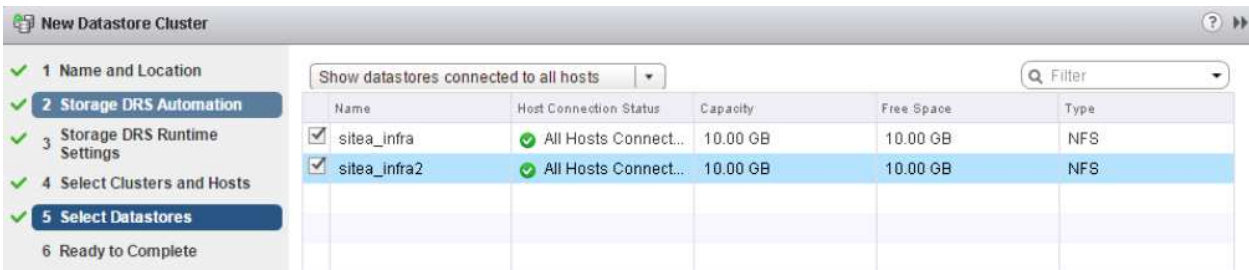 New Datastore Cluster
?
1 Name and Location
2 Storage DRS Automation
3 Storage DRS Runtime
Settings
4 Select Clusters and Hosts
5 Select Datastores
6 Ready to Complete
Show datastores connected to all hosts
Filter
Name Host Connection Status Capacity Free Space Type
sitea_infra All Hosts Connect... 10.00 GB 10.00 GB NFS
sitea_infra2 All Hosts Connect... 10.00 GB 10.00 GB NFS